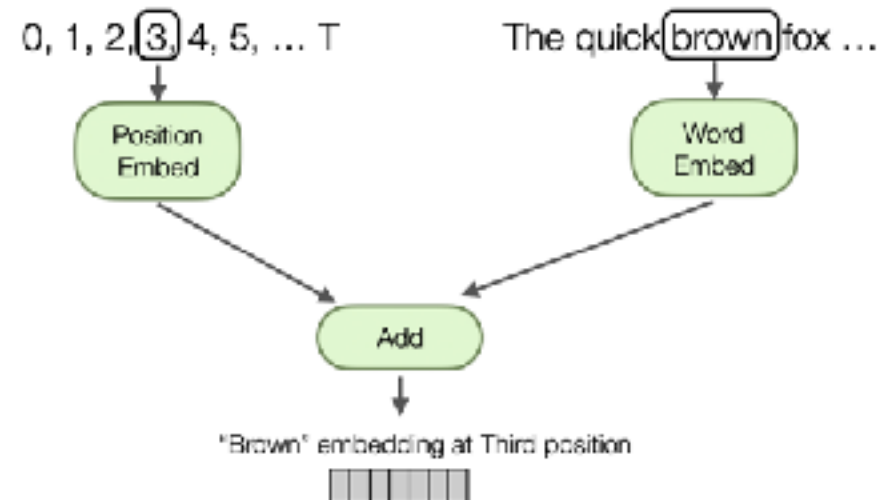 0, 1, 2, 3, 4, 5, ... T
The quick brown fox ...
Position
Embed
Word
Embed
Add
"Brown" embedding at Third position